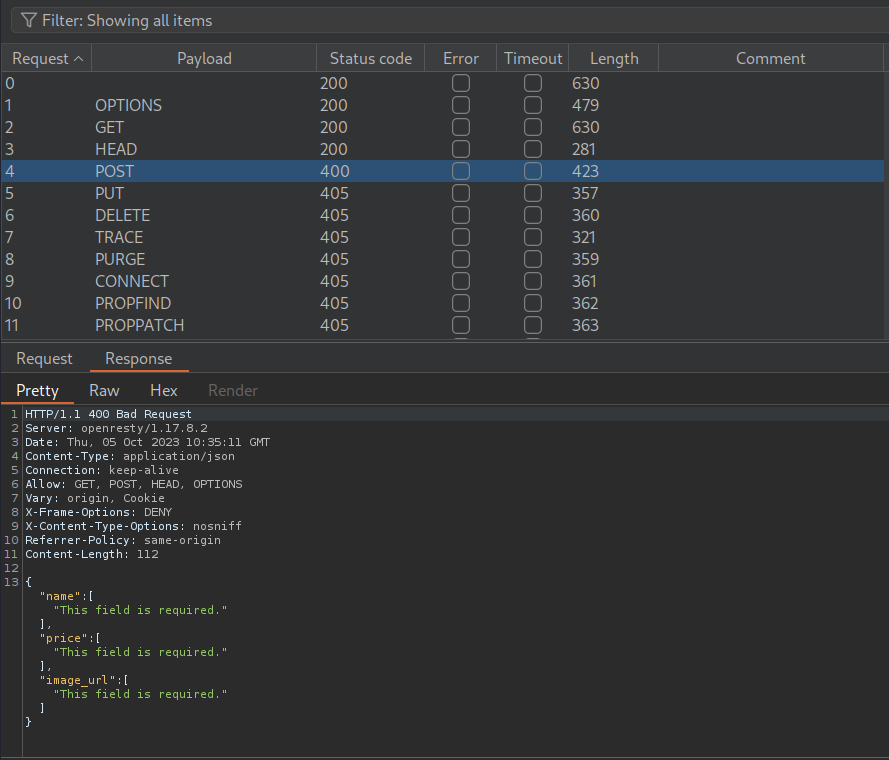 Filter: Showing all items
Request Payload Status code Error Timeout Length Comment
0 200 630
1 OPTIONS 200 479
2 GET 200 630
3 HEAD 200 281
4 POST 400 423
5 PUT 405 357
6 DELETE 405 360
7 TRACE 405 321
8 PURGE 405 359
9 CONNECT 405 361
10 PROPFIND 405 362
11 PROPPATCH 405 363
Request Response
Pretty Raw Hex Render
1 HTTP/1.1 400 Bad Request
2 Server: openresty/1.17.8.2
3 Date: Thu, 05 Oct 2023 10:35:11 GMT
4 Content-Type: application/json
5 Connection: keep-alive
6 Allow: GET, POST, HEAD, OPTIONS
7 Vary: origin, Cookie
8 X-Frame-Options: DENY
9 X-Content-Type-Options: nosniff
10 Referrer-Policy: same-origin
11 Content-Length: 112
12
13 {
"name":[
"This field is required."
],
"price":[
"This field is required."
],
"image_url":[
"This field is required."
]
}